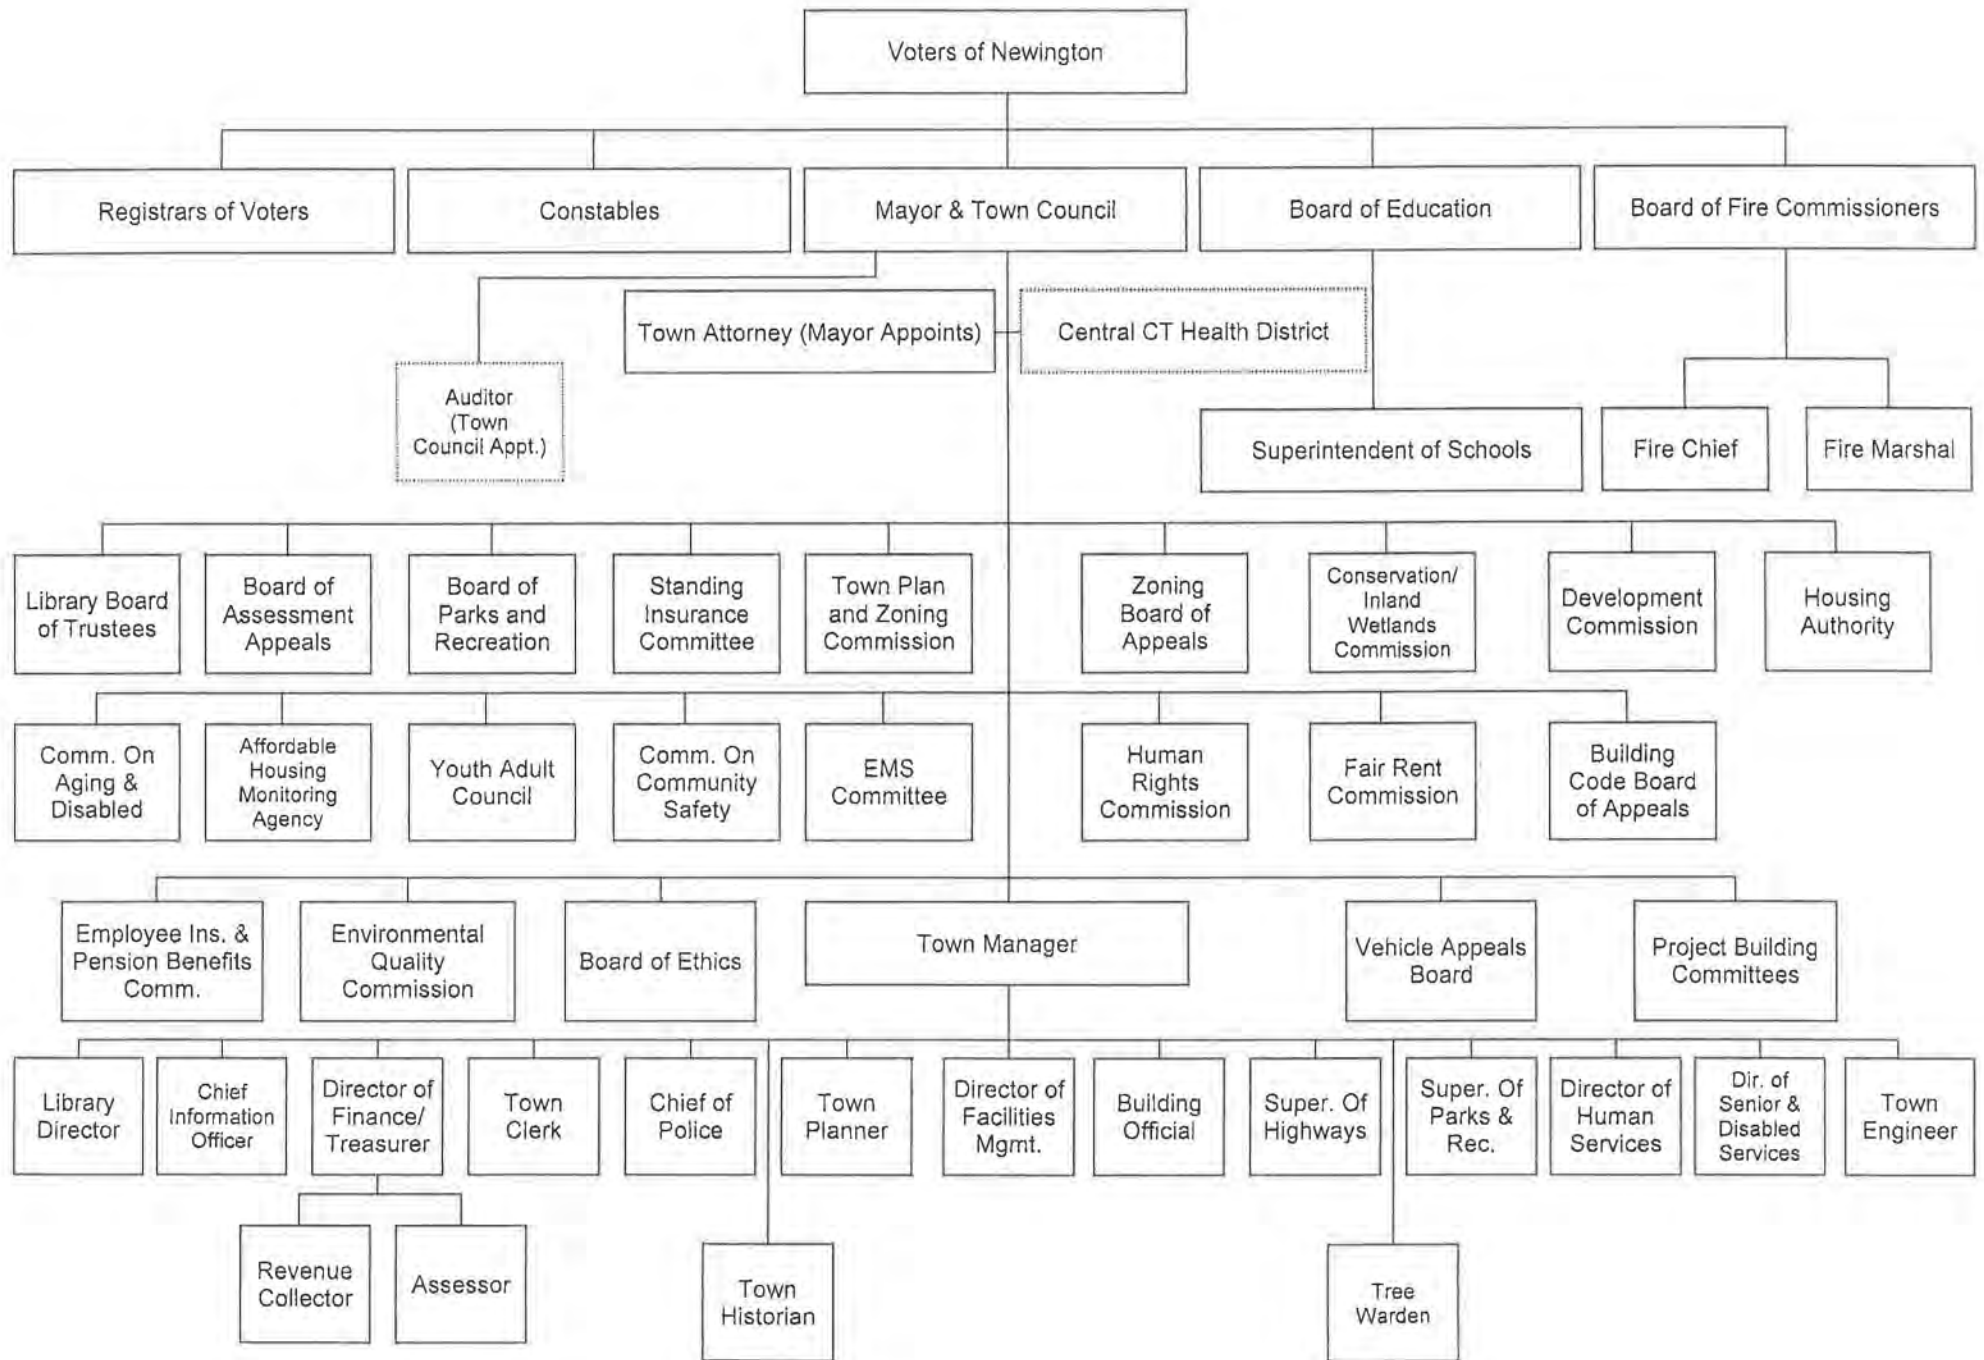 Voters of Newington
Registrars of Voters
Constables
Mayor & Town Council
Board of Education
Board of Fire Commissioners
Town Attorney (Mayor Appoints)
Central CT Health District
Auditor
(Town
Council Appt.)
Superintendent of Schools
Fire Chief
Fire Marshal
Library Board
of Trustees
Board of
Assessment
Appeals
Board of
Parks and
Recreation
Standing
Insurance
Committee
Town Plan
and Zoning
Commission
Zoning
Board of
Appeals
Conservation/
Inland
Wetlands
Commission
Development
Commission
Housing
Authority
Comm. On
Aging &
Disabled
Affordable
Housing
Monitoring
Agency
Youth Adult
Council
Comm. On
Community
Safety
EMS
Committee
Human
Rights
Commission
Fair Rent
Commission
Building
Code Board
of Appeals
Employee Ins. &
Pension Benefits
Comm.
Environmental
Quality
Commission
Board of Ethics
Town Manager
Vehicle Appeals
Board
Project Building
Committees
Library
Director
Chief
Information
Officer
Director of
Finance/
Treasurer
Town
Clerk
Chief of
Police
Town
Planner
Director of
Facilities
Mgmt.
Building
Official
Super. Of
Highways
Super. Of
Parks &
Rec.
Director of
Human
Services
Dir. of
Senior &
Disabled
Services
Town
Engineer
Revenue
Collector
Assessor
Town
Historian
Tree
Warden